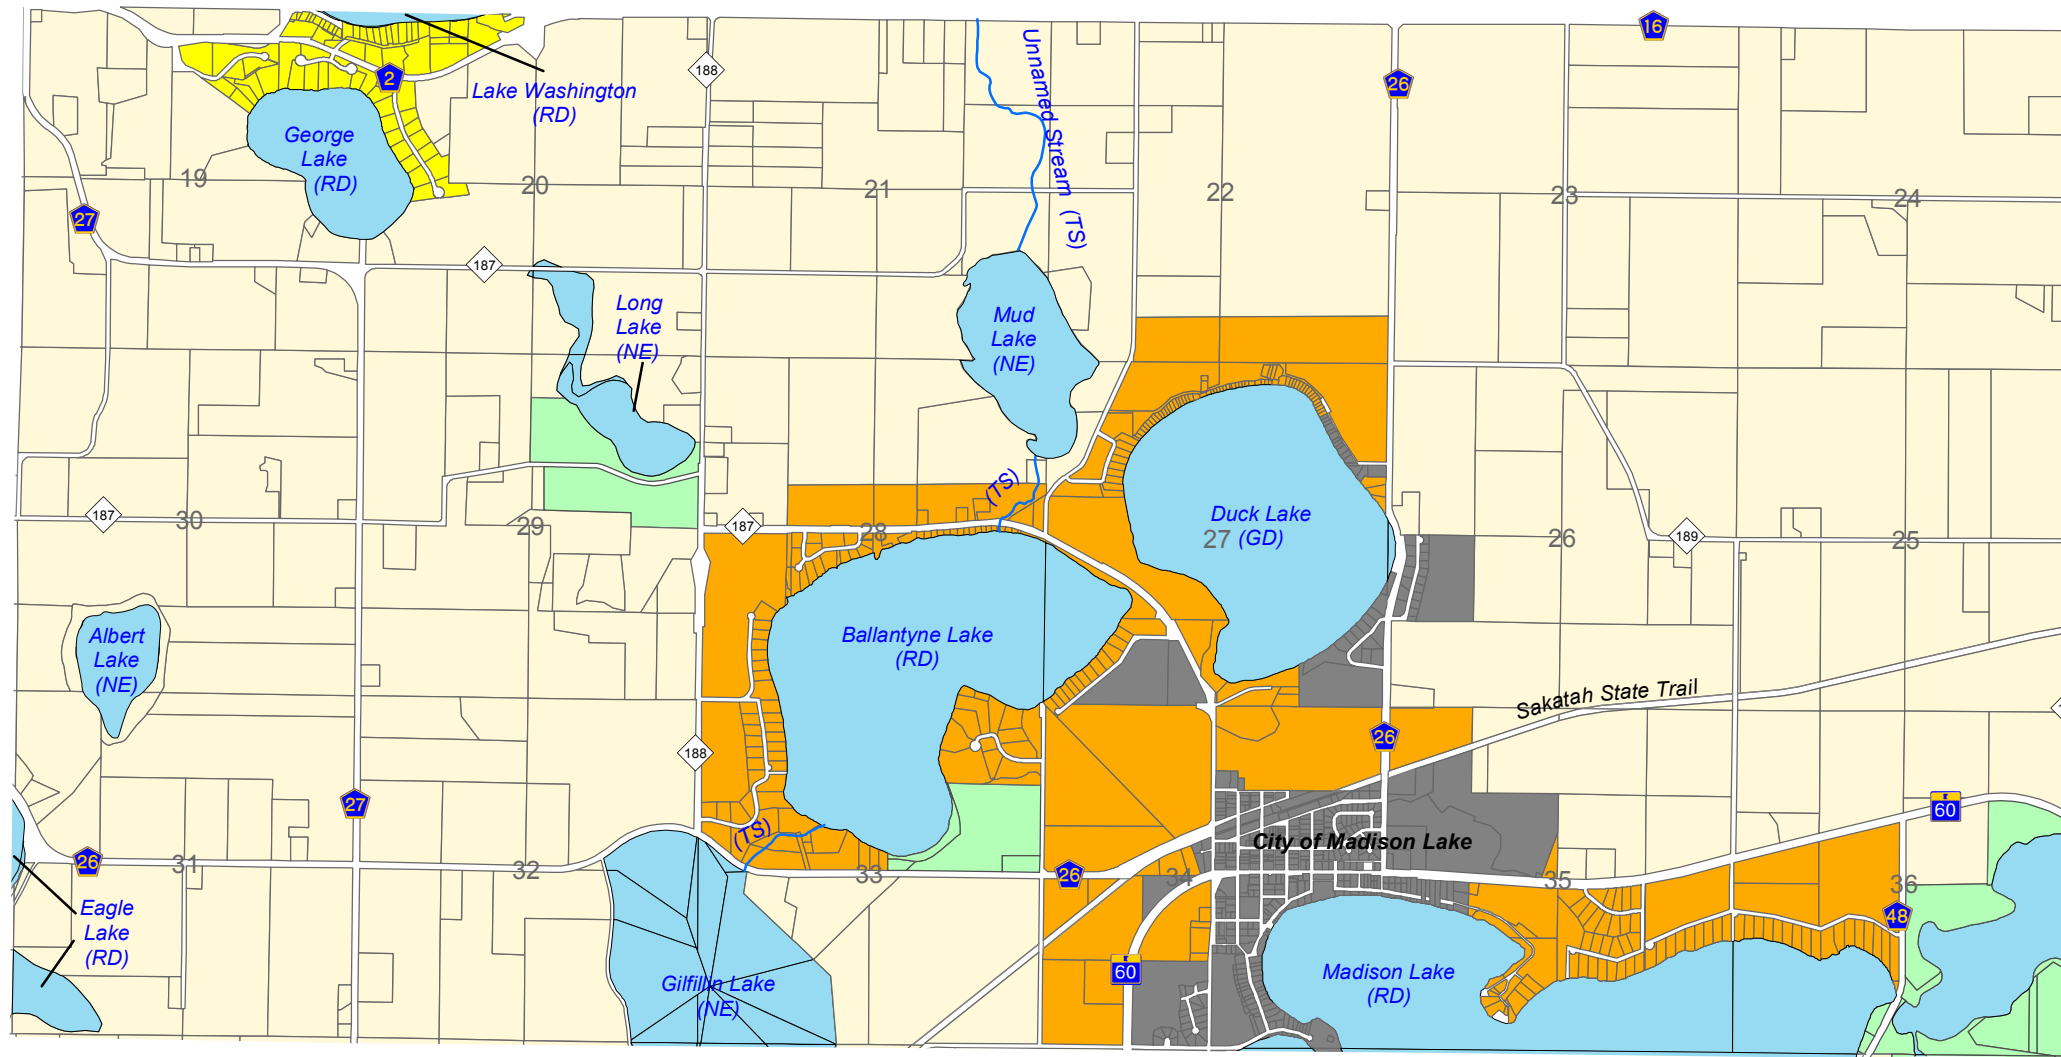 16
2
188
26
Lake Washington
(RD)
Unnamed Stream (TS)
George
Lake
(RD)
19
20
21
22
23
24
27
187
Long
Lake
(NE)
Mud
Lake
(NE)
(TS)
187
30
29
187
28
Duck Lake
27 (GD)
26
189
25
Albert
Lake
(NE)
Ballantyne Lake
(RD)
Sakatah State Trail
188
26
27
60
(TS)
City of Madison Lake
26
31
32
33
26
34
35
36
48
Eagle
Lake
(RD)
60
Gilfillin Lake
(NE)
Madison Lake
(RD)